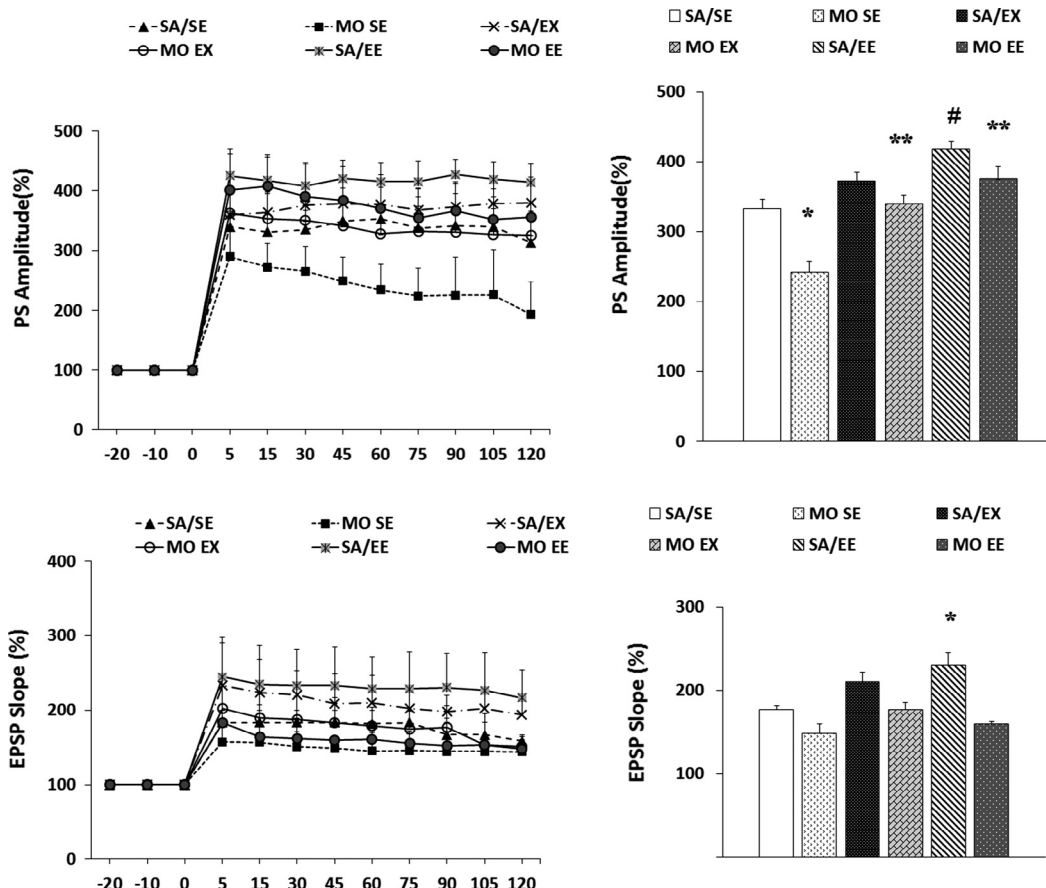 SA/SE MO SE SA/EX
MO EX SA/EE MO EE
PS Amplitude(%)
500
400
300
200
100
0
-20 -10 0 5 15 30 45 60 75 90 105 120
SA/SE MO SE SA/EX
MO EX SA/EE MO EE
PS Amplitude(%)
500
400
300
200
100
0
* ** # **
SA/SE MO SE SA/EX
MO EX SA/EE MO EE
EPSP Slope (%)
400
300
200
100
0
-20 -10 0 5 15 30 45 60 75 90 105 120
SA/SE MO SE SA/EX
MO EX SA/EE MO EE
EPSP Slope (%)
300
200
100
*